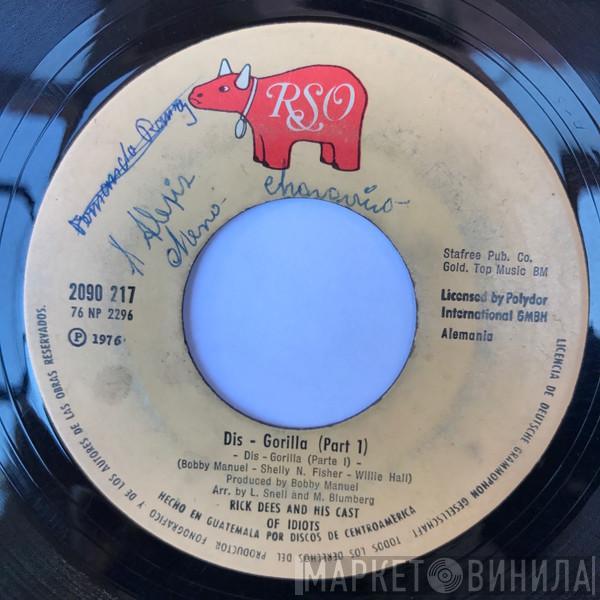 RSO
Alexis
Stafree Pub. Co.
Gold. Top Music BM
2090 217
76 NP 2296
Ⓟ 1976
Licensed by Polydor
International GMBH
Alemania
Dis - Gorilla (Part 1)
- Dis - Gorilla (Parte I) -
(Bobby Manuel - Shelly N. Fisher - Willie Hall)
Produced by Bobby Manuel
Arr. by L. Snell and M. Blumberg
RICK DEES AND HIS CAST
OF IDIOTS
HECHO EN GUATEMALA POR DISCOS DE CENTROAMERICA
LICENCIA DE DEUTSCHE GRAMMOPHON GESELLSCHAFT TODOS LOS DERECHOS DEL PRODUCTOR FONOGRAFICO Y DE LOS AUTORES DE LAS OBRAS RESERVADOS.
МАРКЕТ ВИНИЛА